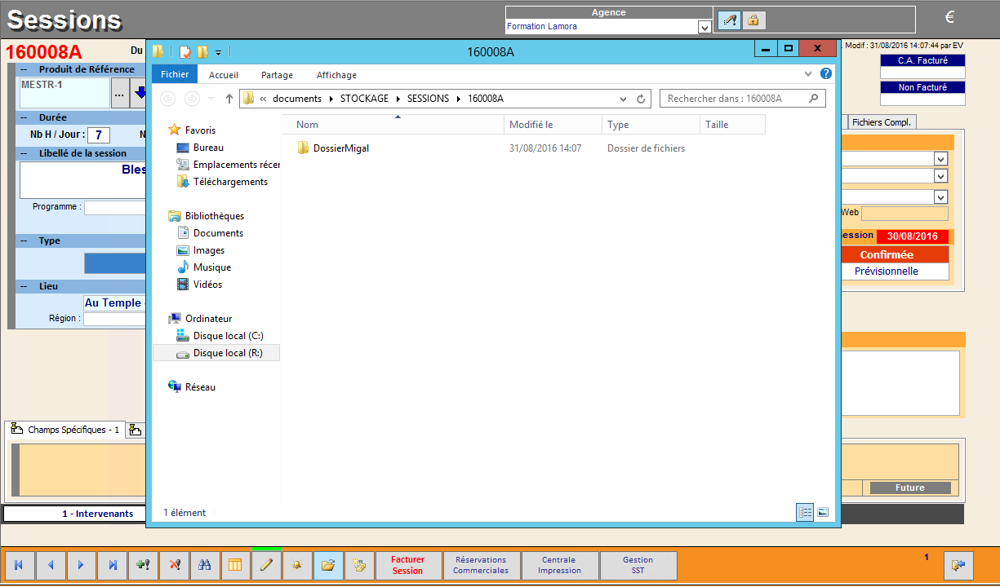 Sessions
Agence
Formation Lamora
€
160008A
Du
160008A
Modif : 31/08/2016 14:07:44 par EV
C.A. Facturé
Non Facturé
-- Produit de Référence
MESTR-1
...
-- Durée
Nb H / Jour : 7 N
-- Libellé de la session
Bles
Programme :
-- Type
-- Lieu
Au Temple
Région :
Fichier Accueil Partage Affichage
« documents STOCKAGE SESSIONS 160008A
Rechercher dans : 160008A
Nom Modifié le Type Taille
DossierMigal 31/08/2016 14:07 Dossier de fichiers
Favoris
Bureau
Emplacements récer
Téléchargements
Bibliothèques
Documents
Images
Musique
Vidéos
Ordinateur
Disque local (C:)
Disque local (R:)
Réseau
1 élément
Fichiers Compl.
Web
ession 30/08/2016
Confirmée
Prévisionnelle
Champs Spécifiques - 1
Future
1 - Intervenants
Facturer
Session
Réservations
Commerciales
Centrale
Impression
Gestion
SST
1